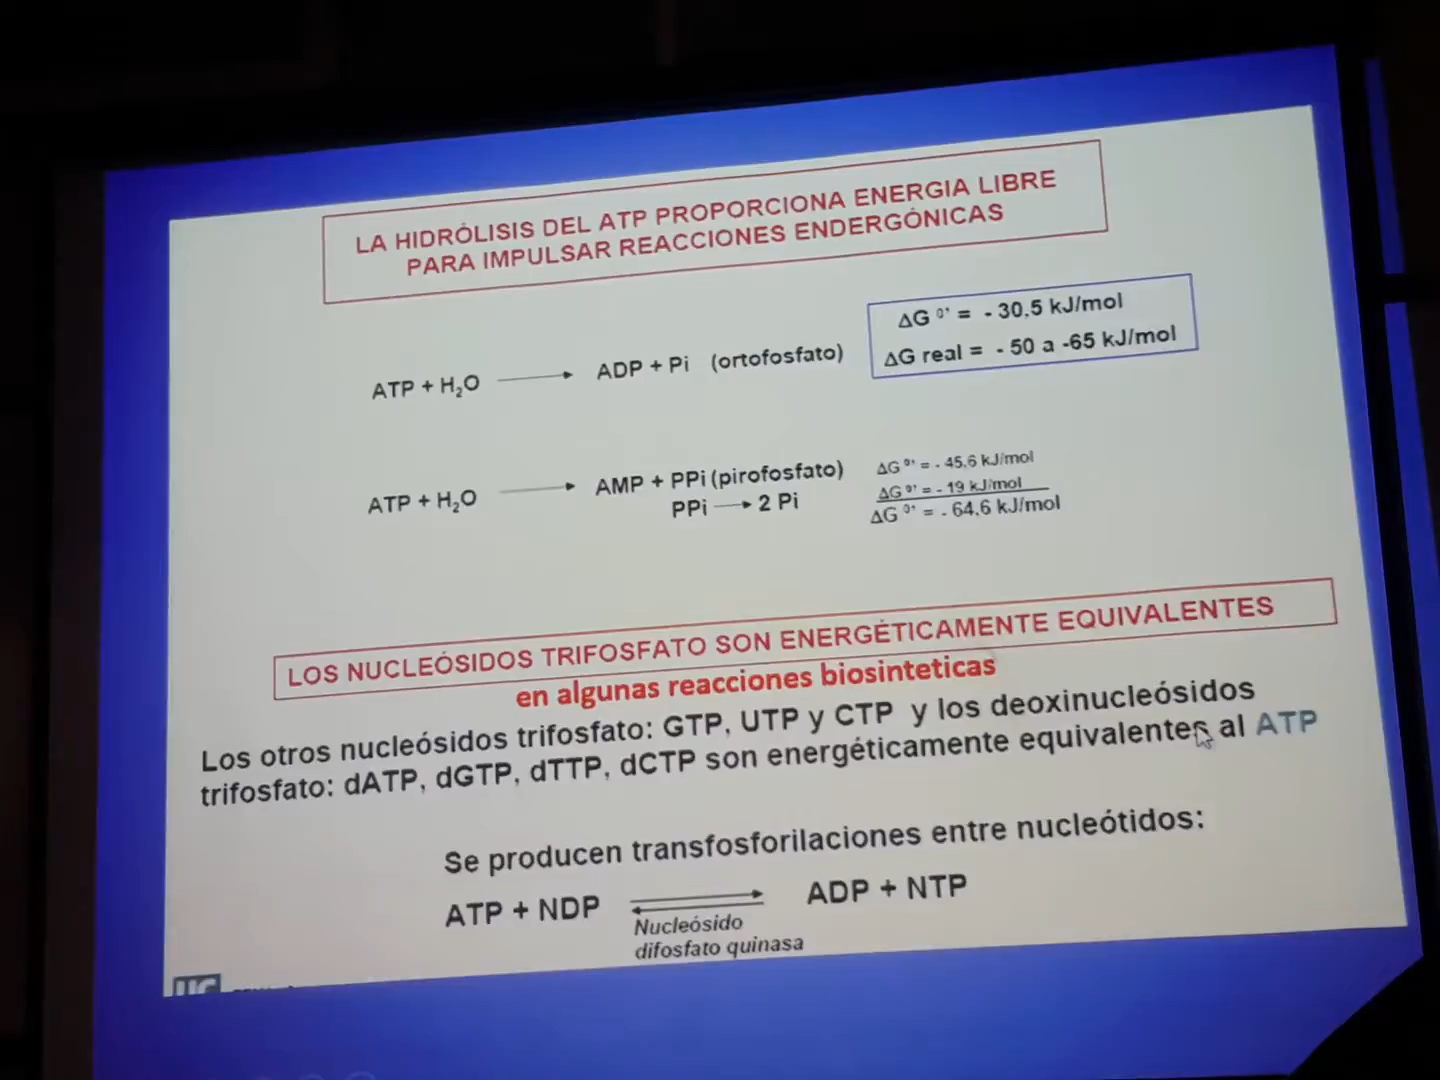 LA HIDRÓLISIS DEL ATP PROPORCIONA ENERGIA LIBRE
PARA IMPULSAR REACCIONES ENDERGÓNICAS
ATP + H₂O → ADP + Pi (ortofosfato)
ΔG ⁰' = - 30,5 kJ/mol
ΔG real = - 50 a -65 kJ/mol
ATP + H₂O → AMP + PPi (pirofosfato)
PPi → 2 Pi
ΔG ⁰' = - 45,6 kJ/mol
ΔG ⁰' = - 19 kJ/mol
ΔG ⁰' = - 64,6 kJ/mol
LOS NUCLEÓSIDOS TRIFOSFATO SON ENERGÉTICAMENTE EQUIVALENTES
en algunas reacciones biosinteticas
Los otros nucleósidos trifosfato: GTP, UTP y CTP y los deoxinucleósidos
trifosfato: dATP, dGTP, dTTP, dCTP son energéticamente equivalentes al ATP
Se producen transfosforilaciones entre nucleótidos:
ATP + NDP ⇌ ADP + NTP
Nucleósido
difosfato quinasa